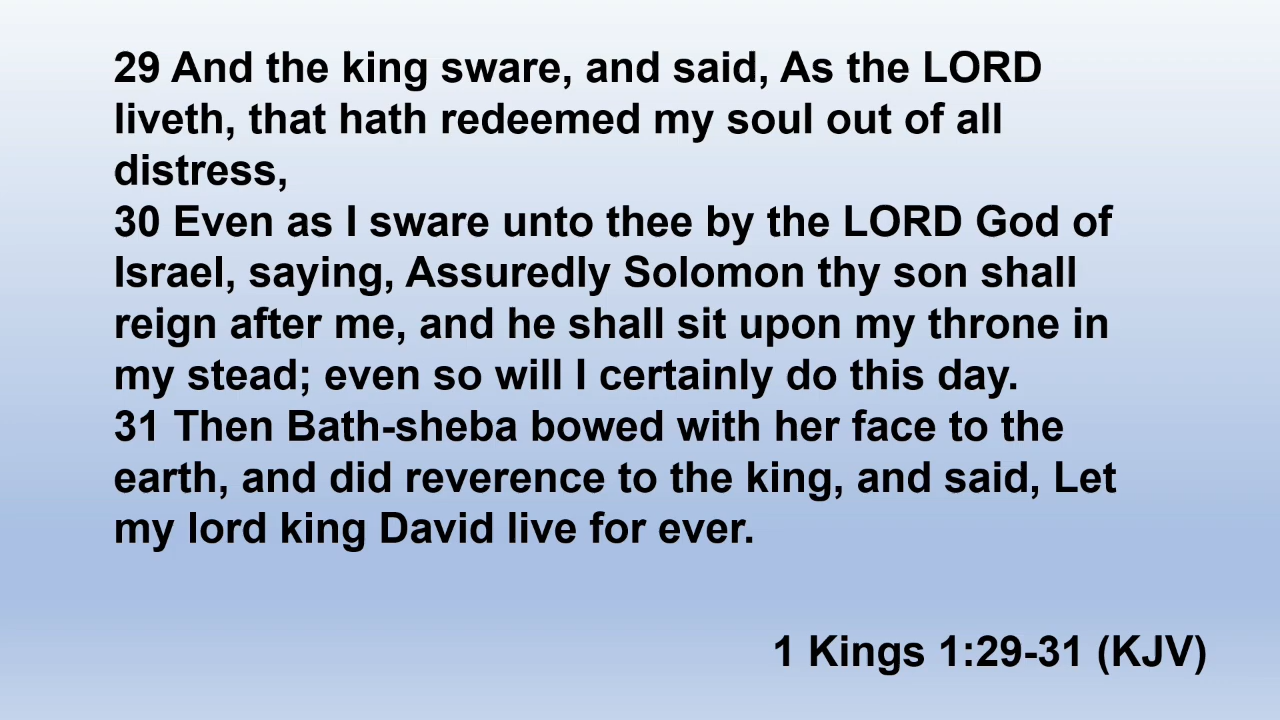 29 And the king sware, and said, As the LORD
liveth, that hath redeemed my soul out of all
distress,
30 Even as I sware unto thee by the LORD God of
Israel, saying, Assuredly Solomon thy son shall
reign after me, and he shall sit upon my throne in
my stead; even so will I certainly do this day.
31 Then Bath-sheba bowed with her face to the
earth, and did reverence to the king, and said, Let
my lord king David live for ever.
1 Kings 1:29-31 (KJV)